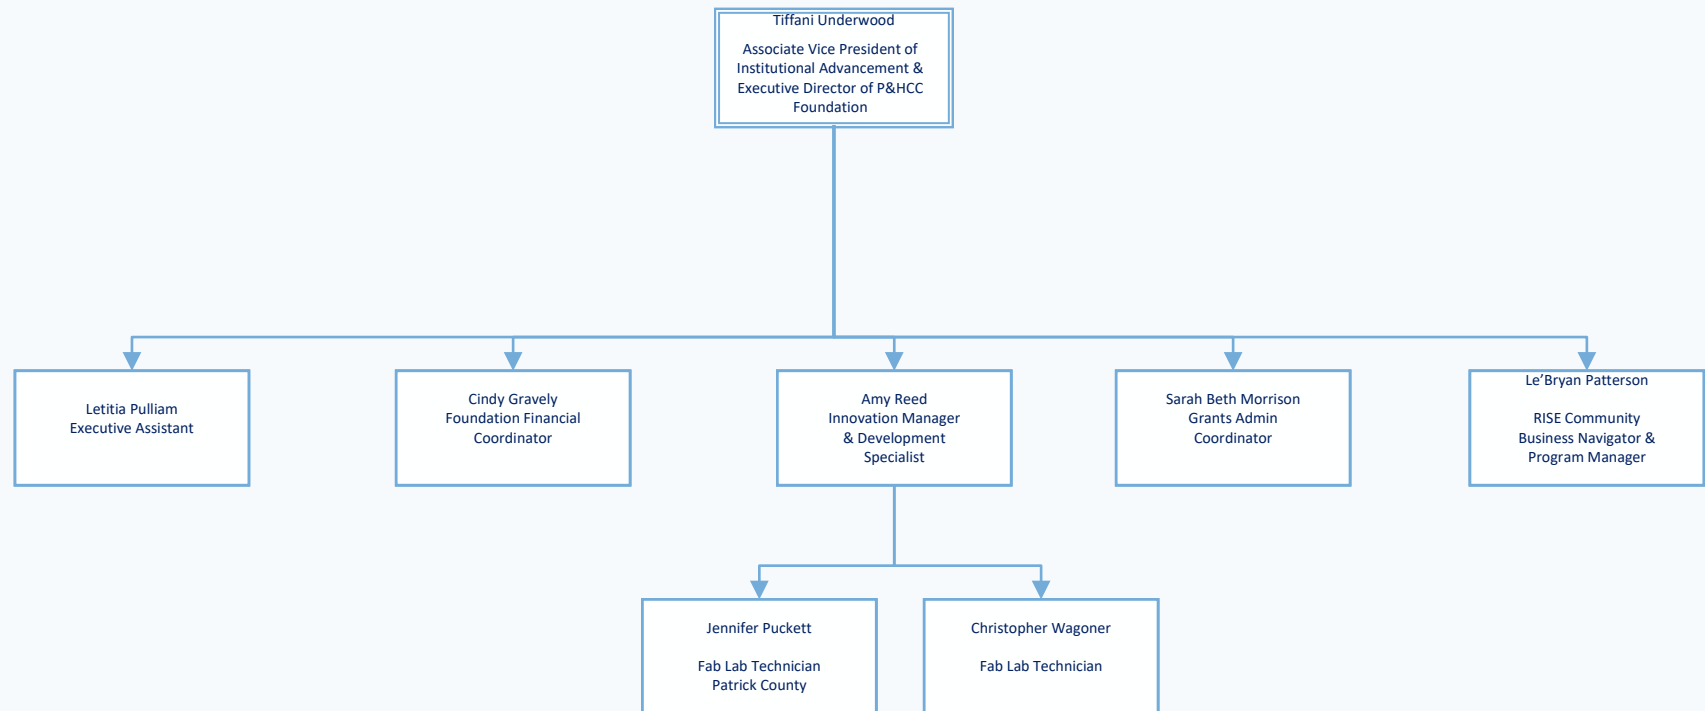 Tiffani Underwood
Associate Vice President of
Institutional Advancement &
Executive Director of P&HCC
Foundation
Letitia Pulliam
Executive Assistant
Cindy Gravely
Foundation Financial
Coordinator
Amy Reed
Innovation Manager
& Development
Specialist
Sarah Beth Morrison
Grants Admin
Coordinator
Le’Bryan Patterson
RISE Community
Business Navigator &
Program Manager
Jennifer Puckett
Fab Lab Technician
Patrick County
Christopher Wagoner
Fab Lab Technician